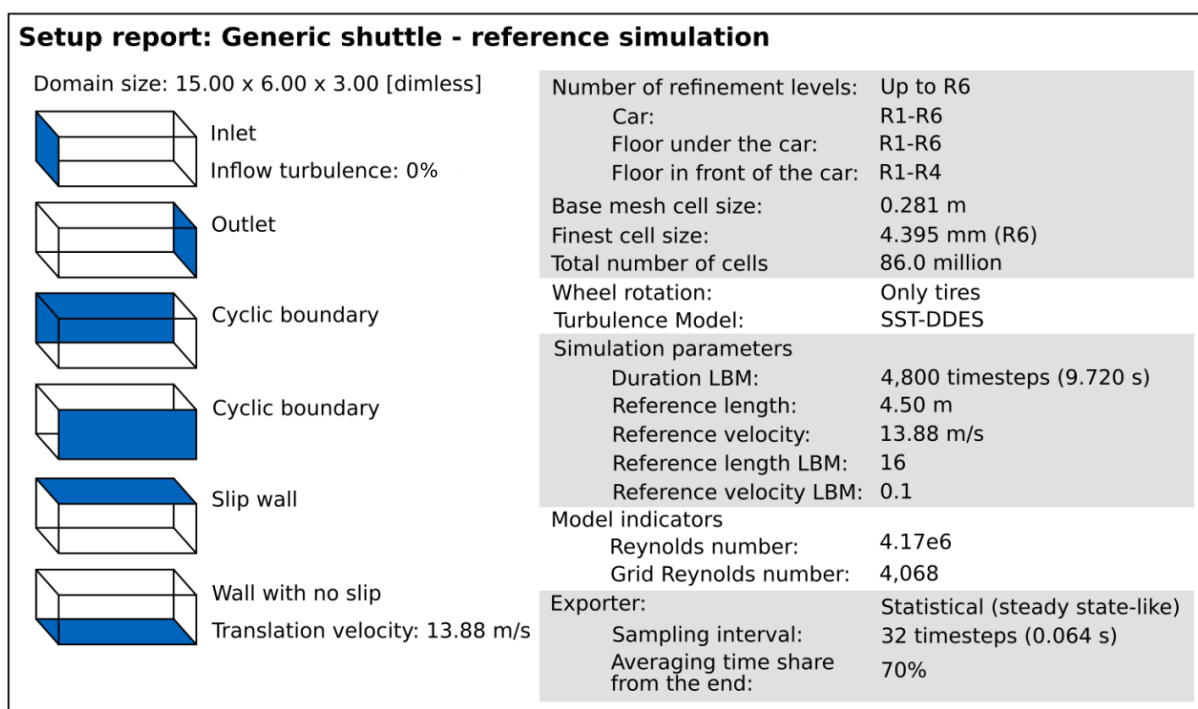 Setup report: Generic shuttle - reference simulation
Domain size: 15.00 x 6.00 x 3.00 [dimless]
Inlet
Inflow turbulence: 0%
Outlet
Cyclic boundary
Cyclic boundary
Slip wall
Wall with no slip
Translation velocity: 13.88 m/s
Number of refinement levels: Up to R6
Car: R1-R6
Floor under the car: R1-R6
Floor in front of the car: R1-R4
Base mesh cell size: 0.281 m
Finest cell size: 4.395 mm (R6)
Total number of cells 86.0 million
Wheel rotation: Only tires
Turbulence Model: SST-DDES
Simulation parameters
Duration LBM: 4,800 timesteps (9.720 s)
Reference length: 4.50 m
Reference velocity: 13.88 m/s
Reference length LBM: 16
Reference velocity LBM: 0.1
Model indicators
Reynolds number: 4.17e6
Grid Reynolds number: 4,068
Exporter: Statistical (steady state-like)
Sampling interval: 32 timesteps (0.064 s)
Averaging time share
from the end: 70%